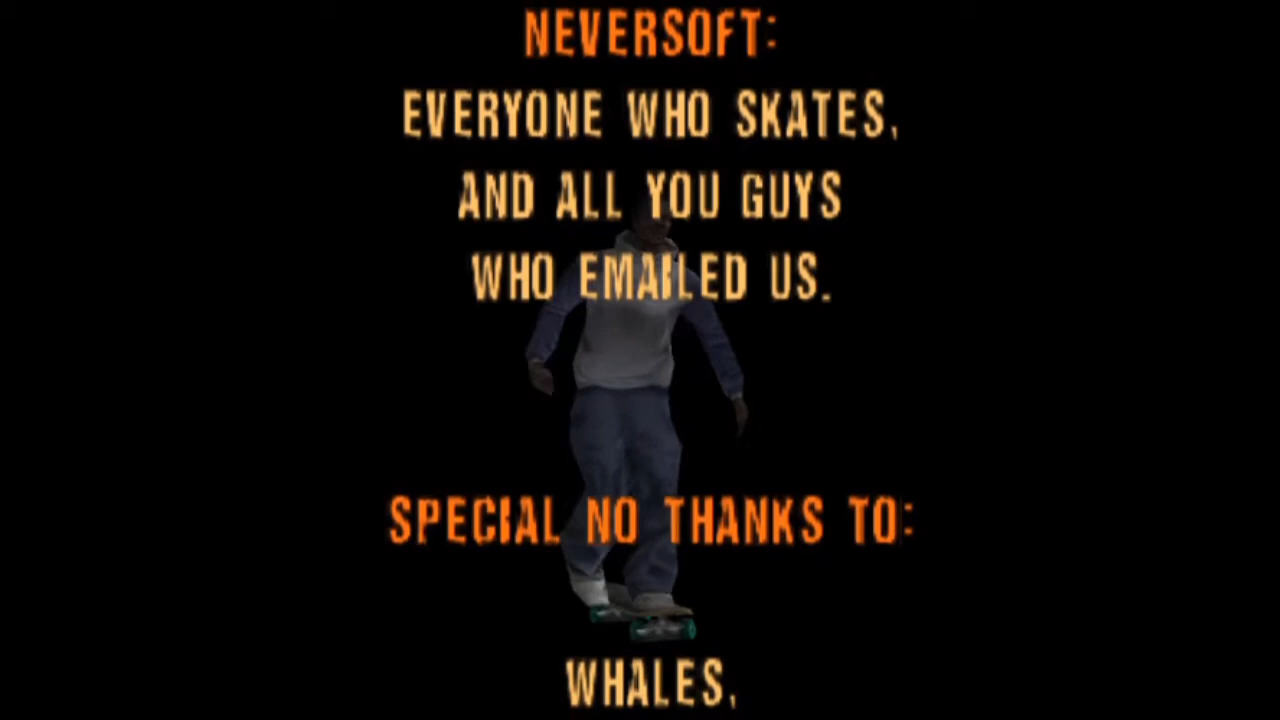 NEVERSOFT:
EVERYONE WHO SKATES,
AND ALL YOU GUYS
WHO EMAILED US.
SPECIAL NO THANKS TO:
WHALES,